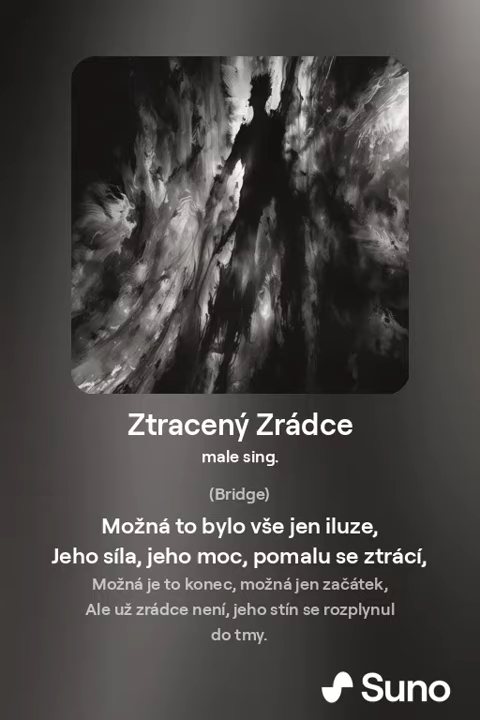 Ztracený Zrádce
male sing.
(Bridge)
Možná to bylo vše jen iluze,
Jeho síla, jeho moc, pomalu se ztrácí,
Možná je to konec, možná jen začátek,
Ale už zrádce není, jeho stín se rozplynul
do tmy.
Suno